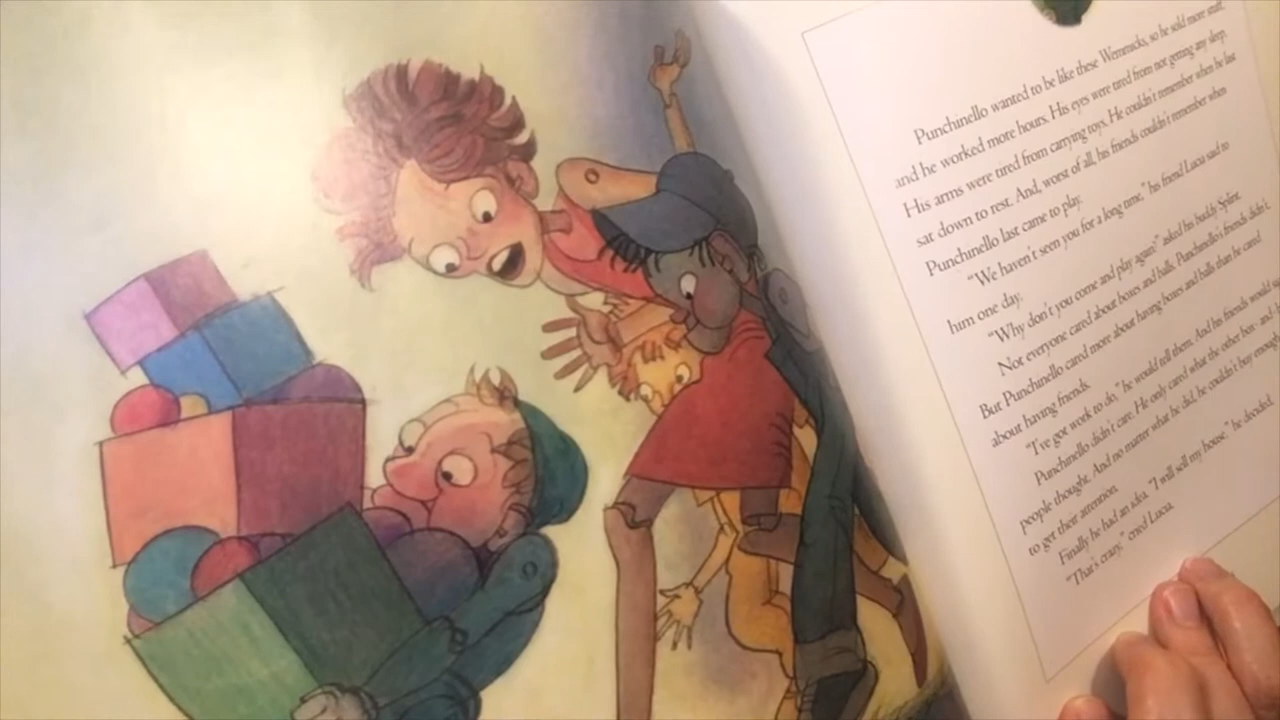 Punchinello wanted to be like these Wemmicks, so he sold more stuff,
and he worked more hours. His eyes were tired from not getting any sleep.
His arms were tired from carrying toys. He couldn't remember when he last
sat down to rest. And, worst of all, his friends couldn't remember when
Punchinello last came to play.
"We haven't seen you for a long time," his friend Lucia said to
him one day.
"Why don't you come and play again?" asked his buddy Splint.
Not everyone cared about boxes and balls. Punchinello's friends didn't.
But Punchinello cared more about having boxes and balls than he cared
about having friends.
"I've got work to do," he would tell them. And his friends would
Punchinello didn't care. He only cared what the other box- and
people thought. And no matter what he did, he couldn't buy enough
to get their attention.
Finally he had an idea. "I will sell my house," he decided.
"That's crazy," cried Lucia.